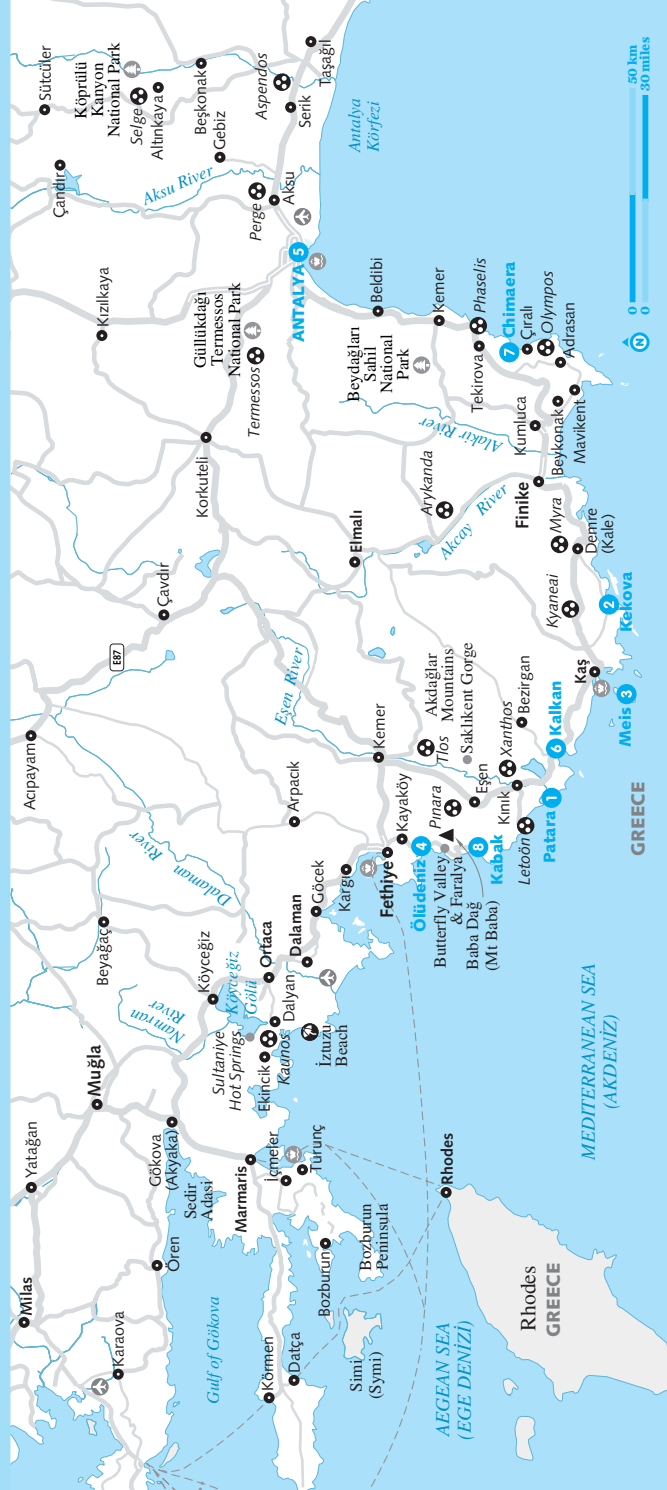 Milas
Yatağan
Karaova
Ören
Muğla
Beyağaç
Acıpayam
E87
Çavdır
Kızılkaya
Çandır
Sütcüler
Köprülü
Kanyon
National Park
Selge
Altınkaya
Beşkonak
Gebiz
Aspendos
Serik
Taşağıl
Aksu River
Perge
Aksu
Antalya
Körfezi
ANTALYA 5
Güllükdağı
Termessos
National Park
Termessos
Korkuteli
Beldibi
Beydağları
Sahil
National
Park
Kemer
Phaselis
Tekirova
7 Chimaera
Çıralı
Olympos
Adrasan
Alakır River
Kumluca
Beykonak
Mavikent
Arykanda
Akcay River
Finike
Elmalı
Myra
Demre
(Kale)
Kyaneai
2
Kekova
Kaş
Meis 3
Eşen River
Kemer
Akdağlar
Mountains
Tlos
Saklıkent Gorge
Bezirgan
Xanthos
6 Kalkan
Pınara
Eşen
Kınık
Letoön
Patara 1
Arpacık
Kayaköy
Fethiye
Ölüdeniz 4
Butterfly Valley
& Faralya
Baba Dağ
(Mt Baba)
8
Kabak
Kargı
Göcek
Dalaman
River
Dalaman
Ortaca
Köyceğiz
Köyceğiz
Gölü
Dalyan
Namnan
River
Sultaniye
Hot Springs
Ekincik
Kaunos
İztuzu
Beach
Gökova
(Akyaka)
Sedir
Adasi
Marmaris
İçmeler
Turunç
Gulf of Gökova
Körmen
Datça
Bozburun
Bozburun
Peninsula
Simi
(Symi)
Rhodes
Rhodes
GREECE
AEGEAN SEA
(EGE DENİZİ)
MEDITERRANEAN SEA
(AKDENİZ)
GREECE
N
0 50 km
0 30 miles